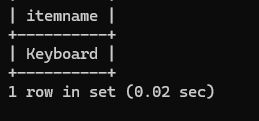 | itemname |
+----------+
| Keyboard |
+----------+
1 row in set (0.02 sec)